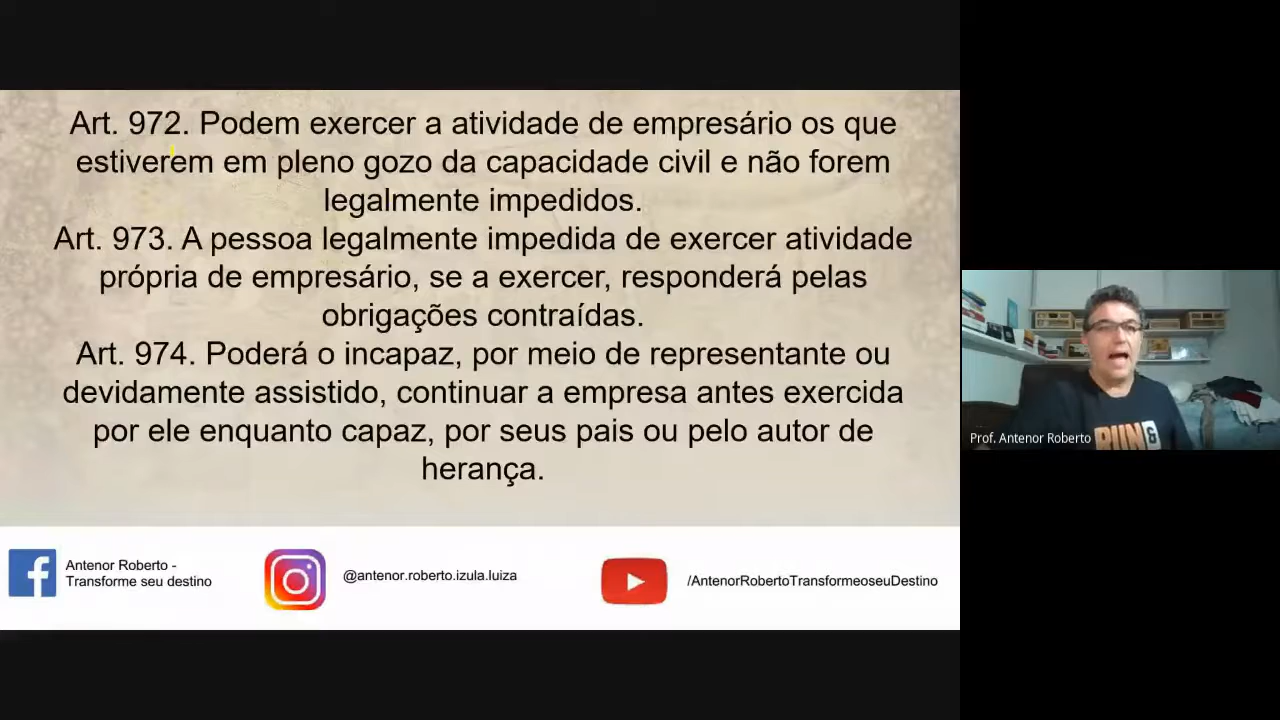 Art. 972. Podem exercer a atividade de empresário os que
estiverem em pleno gozo da capacidade civil e não forem
legalmente impedidos.
Art. 973. A pessoa legalmente impedida de exercer atividade
própria de empresário, se a exercer, responderá pelas
obrigações contraídas.
Art. 974. Poderá o incapaz, por meio de representante ou
devidamente assistido, continuar a empresa antes exercida
por ele enquanto capaz, por seus pais ou pelo autor de
herança.
Prof. Antenor Roberto
RUN &
Antenor Roberto -
Transforme seu destino
@antenor.roberto.izula.luiza
/AntenorRobertoTransformeoseuDestino